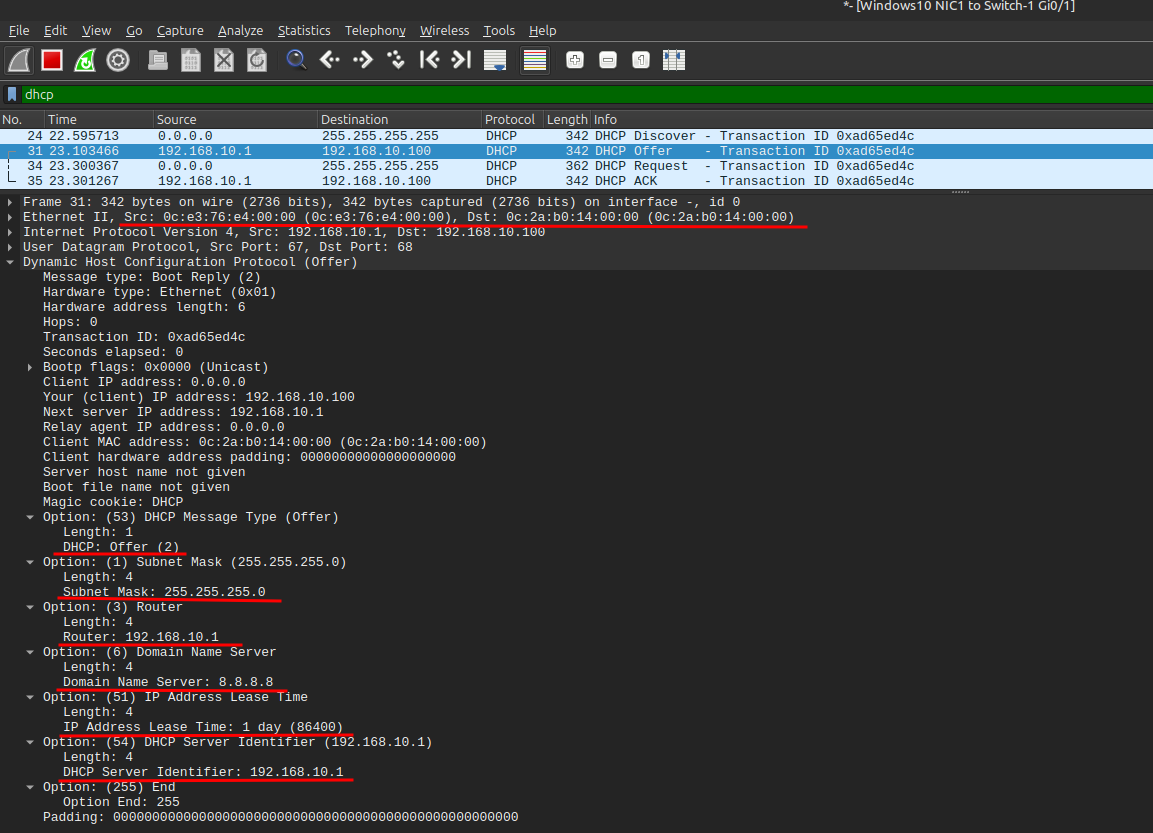 *- [Windows10 NIC1 to Switch-1 Gi0/1]
File Edit View Go Capture Analyze Statistics Telephony Wireless Tools Help
dhcp
No. Time Source Destination Protocol Length Info
24 22.595713 0.0.0.0 255.255.255.255 DHCP 342 DHCP Discover - Transaction ID 0xad65ed4c
31 23.103466 192.168.10.1 192.168.10.100 DHCP 342 DHCP Offer - Transaction ID 0xad65ed4c
34 23.300367 0.0.0.0 255.255.255.255 DHCP 362 DHCP Request - Transaction ID 0xad65ed4c
35 23.301267 192.168.10.1 192.168.10.100 DHCP 342 DHCP ACK - Transaction ID 0xad65ed4c
Frame 31: 342 bytes on wire (2736 bits), 342 bytes captured (2736 bits) on interface -, id 0
Ethernet II, Src: 0c:e3:76:e4:00:00 (0c:e3:76:e4:00:00), Dst: 0c:2a:b0:14:00:00 (0c:2a:b0:14:00:00)
Internet Protocol Version 4, Src: 192.168.10.1, Dst: 192.168.10.100
User Datagram Protocol, Src Port: 67, Dst Port: 68
Dynamic Host Configuration Protocol (Offer)
Message type: Boot Reply (2)
Hardware type: Ethernet (0x01)
Hardware address length: 6
Hops: 0
Transaction ID: 0xad65ed4c
Seconds elapsed: 0
Bootp flags: 0x0000 (Unicast)
Client IP address: 0.0.0.0
Your (client) IP address: 192.168.10.100
Next server IP address: 192.168.10.1
Relay agent IP address: 0.0.0.0
Client MAC address: 0c:2a:b0:14:00:00 (0c:2a:b0:14:00:00)
Client hardware address padding: 00000000000000000000
Server host name not given
Boot file name not given
Magic cookie: DHCP
Option: (53) DHCP Message Type (Offer)
Length: 1
DHCP: Offer (2)
Option: (1) Subnet Mask (255.255.255.0)
Length: 4
Subnet Mask: 255.255.255.0
Option: (3) Router
Length: 4
Router: 192.168.10.1
Option: (6) Domain Name Server
Length: 4
Domain Name Server: 8.8.8.8
Option: (51) IP Address Lease Time
Length: 4
IP Address Lease Time: 1 day (86400)
Option: (54) DHCP Server Identifier (192.168.10.1)
Length: 4
DHCP Server Identifier: 192.168.10.1
Option: (255) End
Option End: 255
Padding: 0000000000000000000000000000000000000000000000000000